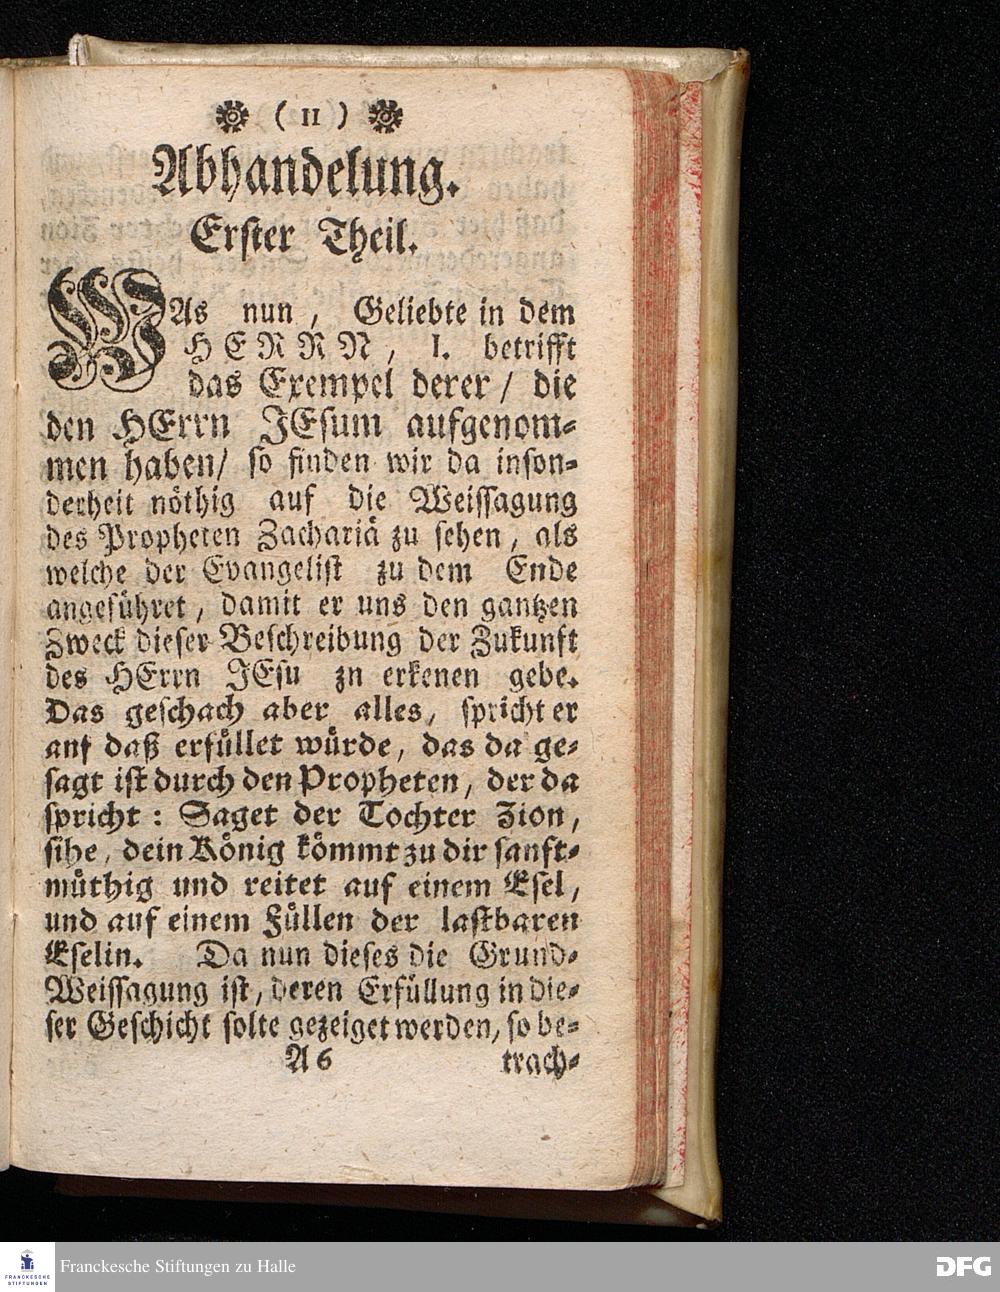 ( 11 )
Abhandelung.
Erster Theil.
WAs nun, Geliebte in dem
HERRN, I. betrifft
das Exempel derer / die
den HErrn JEsum aufgenom-
men haben/ so finden wir da inson-
derheit nöthig auf die Weissagung
des Propheten Zachariä zu sehen, als
welche der Evangelist zu dem Ende
angeführet, damit er uns den gantzen
Zweck dieser Beschreibung der Zukunft
des HErrn JEsu zn erkenen gebe.
Das geschach aber alles, spricht er
anf daß erfüllet würde, das da ge-
sagt ist durch den Propheten, der da
spricht: Saget der Tochter Zion,
sihe, dein König kömmt zu dir sanft-
müthig und reitet auf einem Esel,
und auf einem Füllen der lastbaren
Eselin. Da nun dieses die Grund-
Weissagung ist, deren Erfüllung in die-
ser Geschicht solte gezeiget werden, so be-
A 6 trach-
FRANCKESCHE STIFTUNGEN
Franckesche Stiftungen zu Halle
DFG